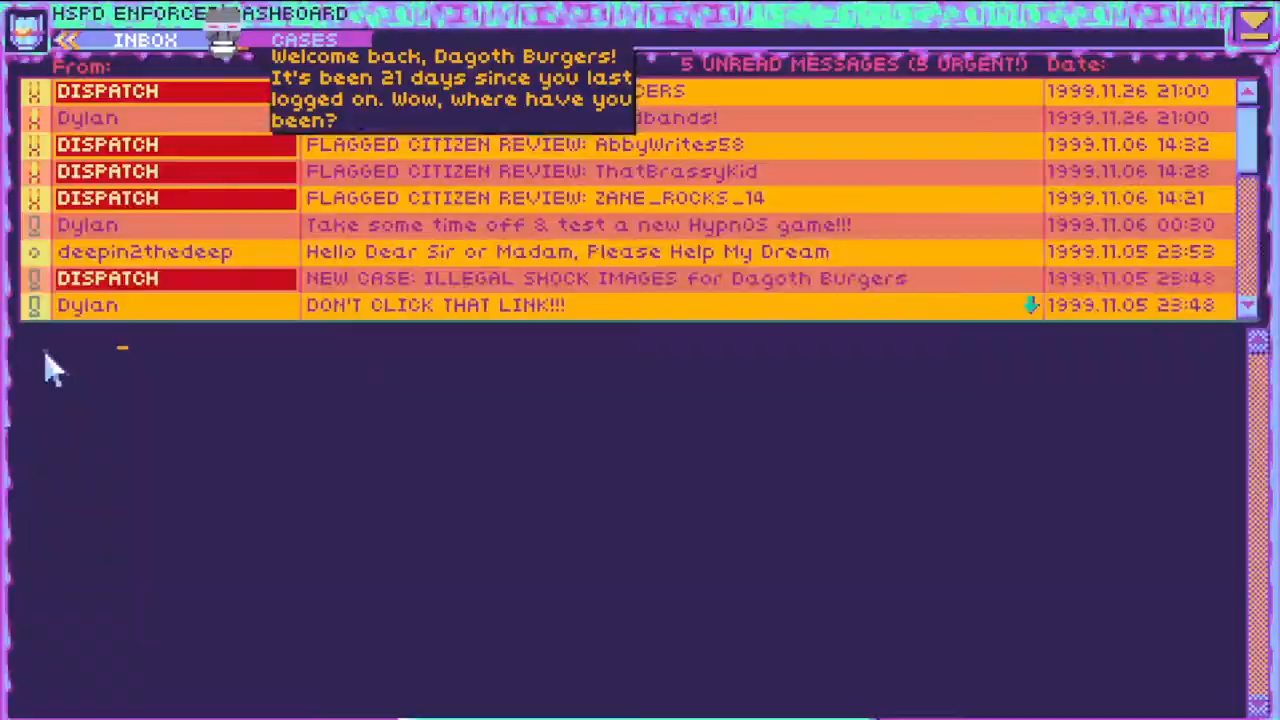 HSPD ENFORCE DASHBOARD
INBOX
CASES
Welcome back, Dagoth Burgers!
It's been 21 days since you last
logged on. Wow, where have you
been?
From:
5 UNREAD MESSAGES (5 URGENT!)
Date:
DISPATCH CERS 1999.11.26 21:00
Dylan dbands! 1999.11.26 21:00
DISPATCH FLAGGED CITIZEN REVIEW: AbbyWrites58 1999.11.06 14:32
DISPATCH FLAGGED CITIZEN REVIEW: ThatBrassyKid 1999.11.06 14:28
DISPATCH FLAGGED CITIZEN REVIEW: ZANE_ROCKS_14 1999.11.06 14:21
Dylan Take some time off & test a new HypnOS game!!! 1999.11.06 00:30
deepin2thedeep Hello Dear Sir or Madam, Please Help My Dream 1999.11.05 23:53
DISPATCH NEW CASE: ILLEGAL SHOCK IMAGES for Dagoth Burgers 1999.11.05 23:48
Dylan DON'T CLICK THAT LINK!!! 1999.11.05 23:48